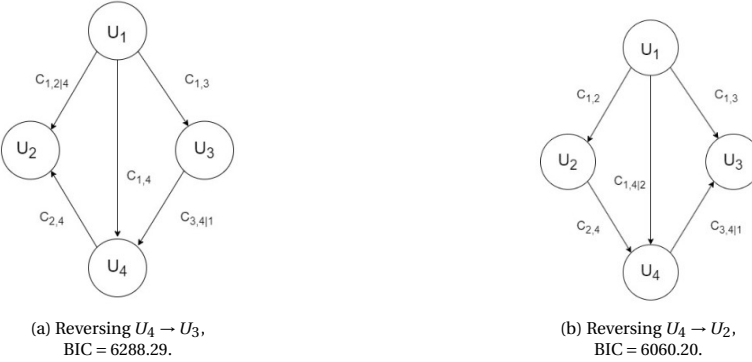 U1
C1,2|4
C1,3
U2
U3
C1,4
C2,4
C3,4|1
U4
(a) Reversing U4 → U3,
BIC = 6288.29.
U1
C1,2
C1,3
U2
U3
C1,4|2
C2,4
C3,4|1
U4
(b) Reversing U4 → U2,
BIC = 6060.20.